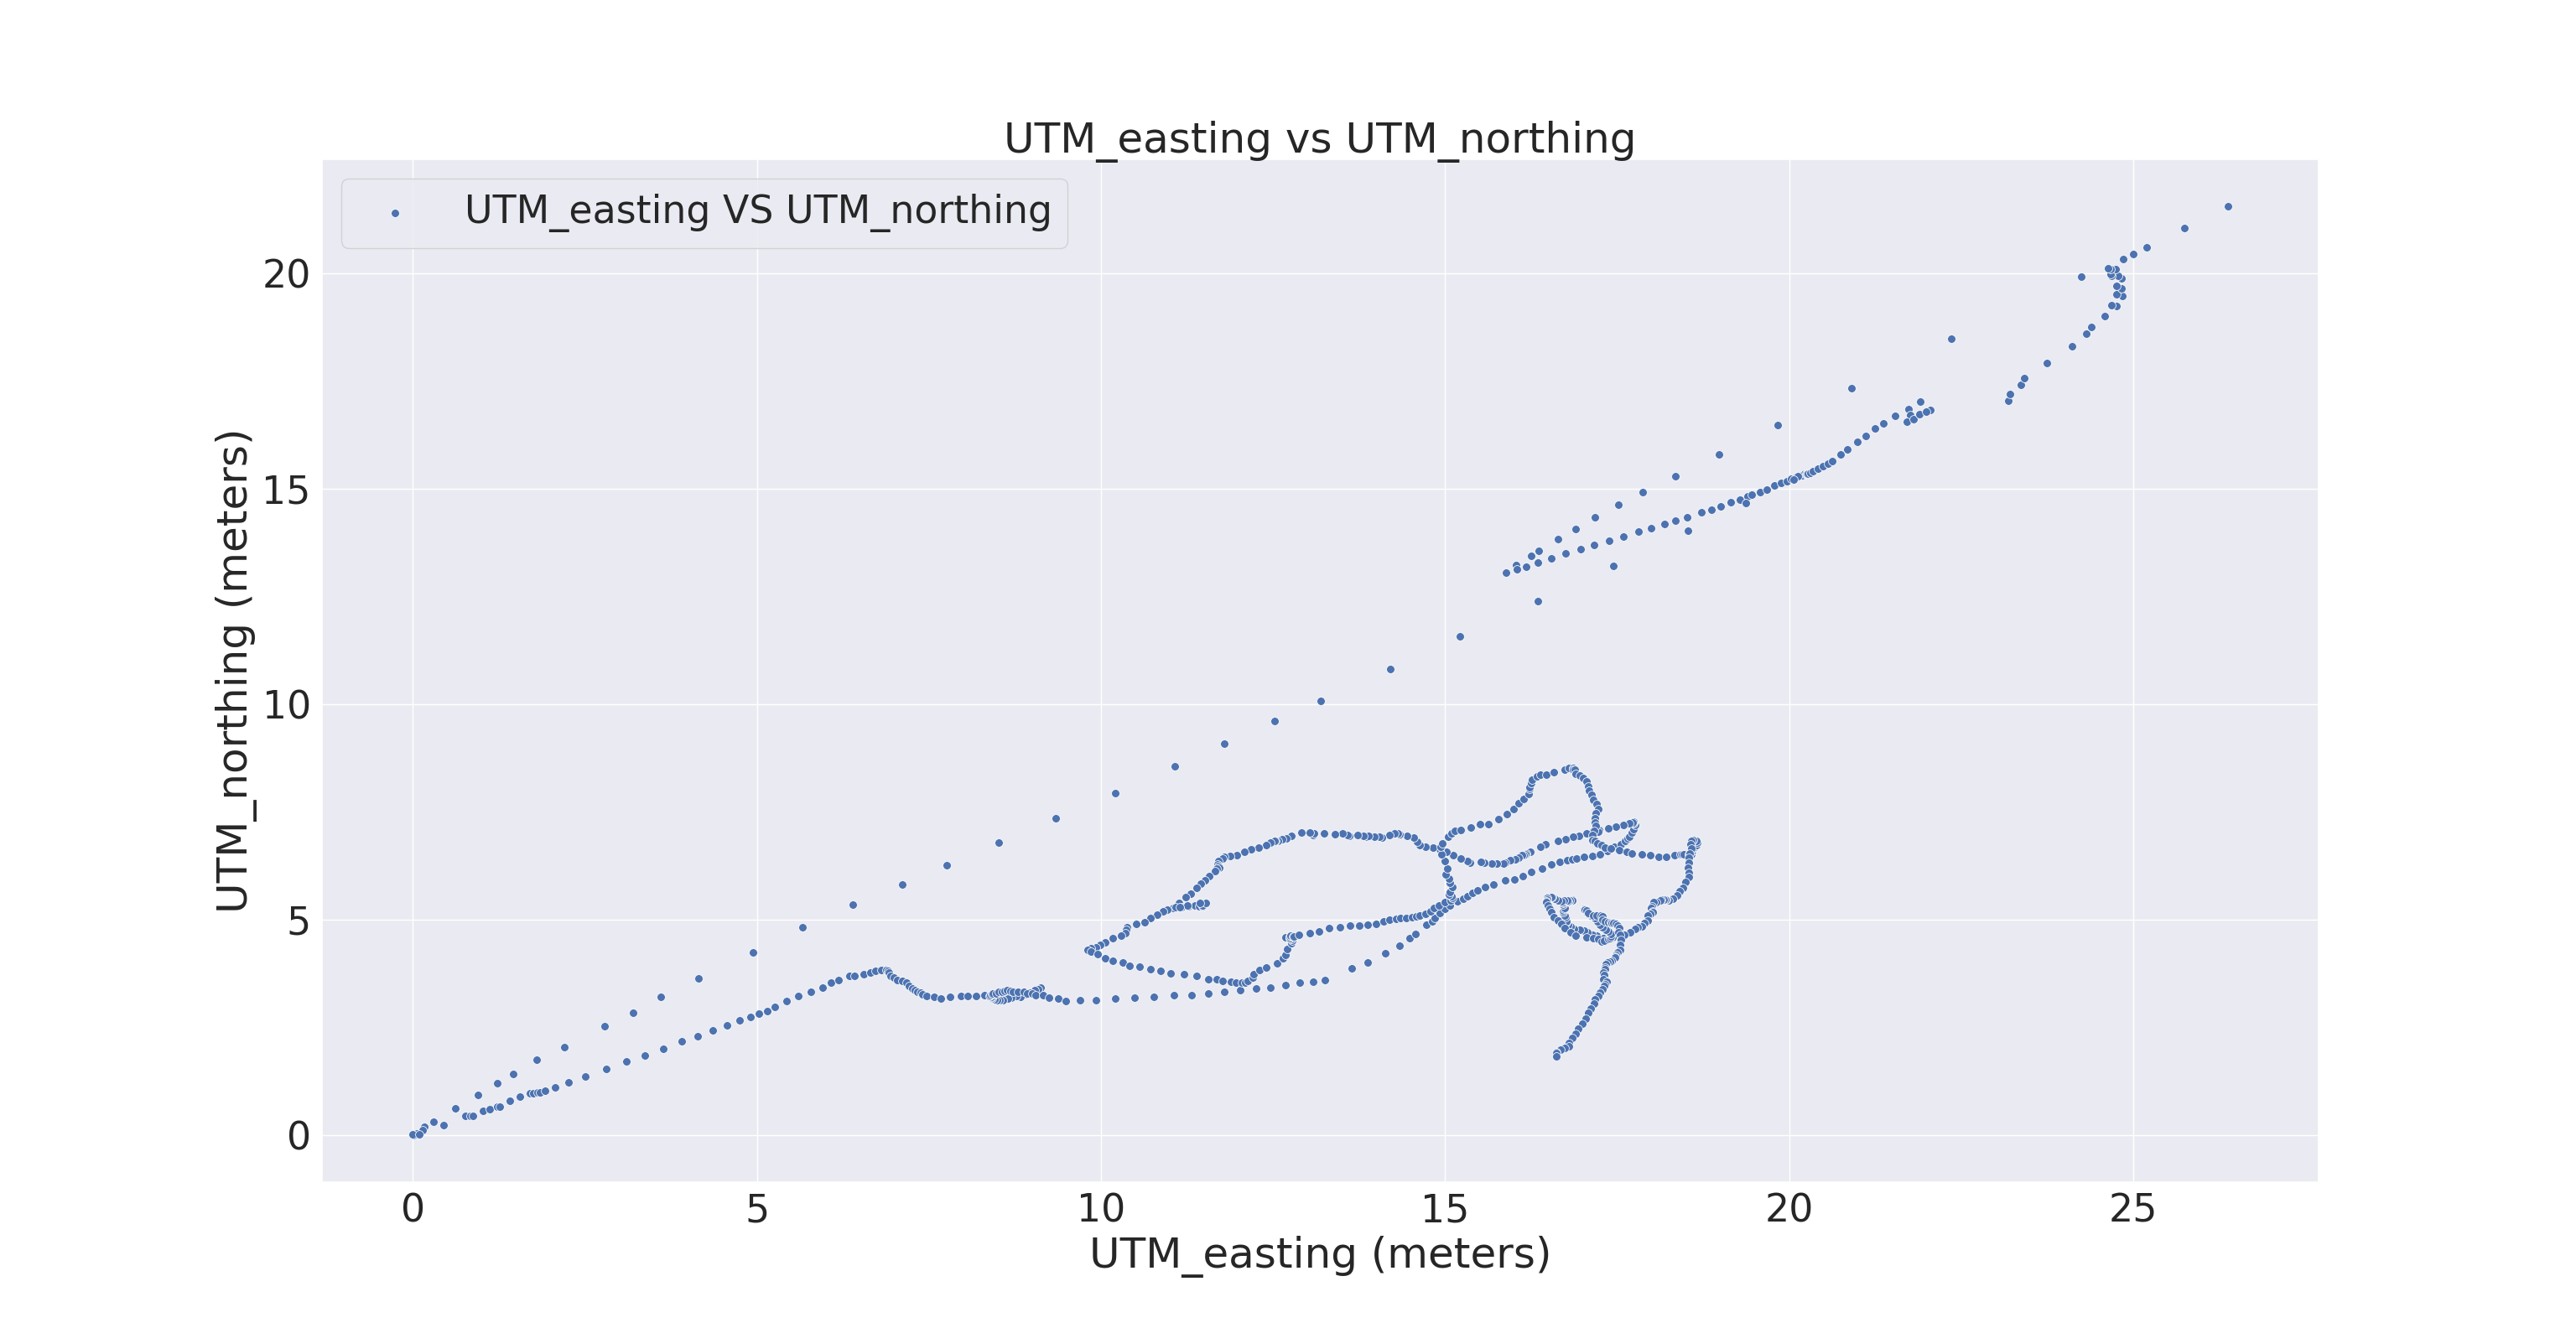 UTM_easting vs UTM_northing
UTM_easting VS UTM_northing
UTM_northing (meters)
20
15
10
5
0
0 5 10 15 20 25
UTM_easting (meters)